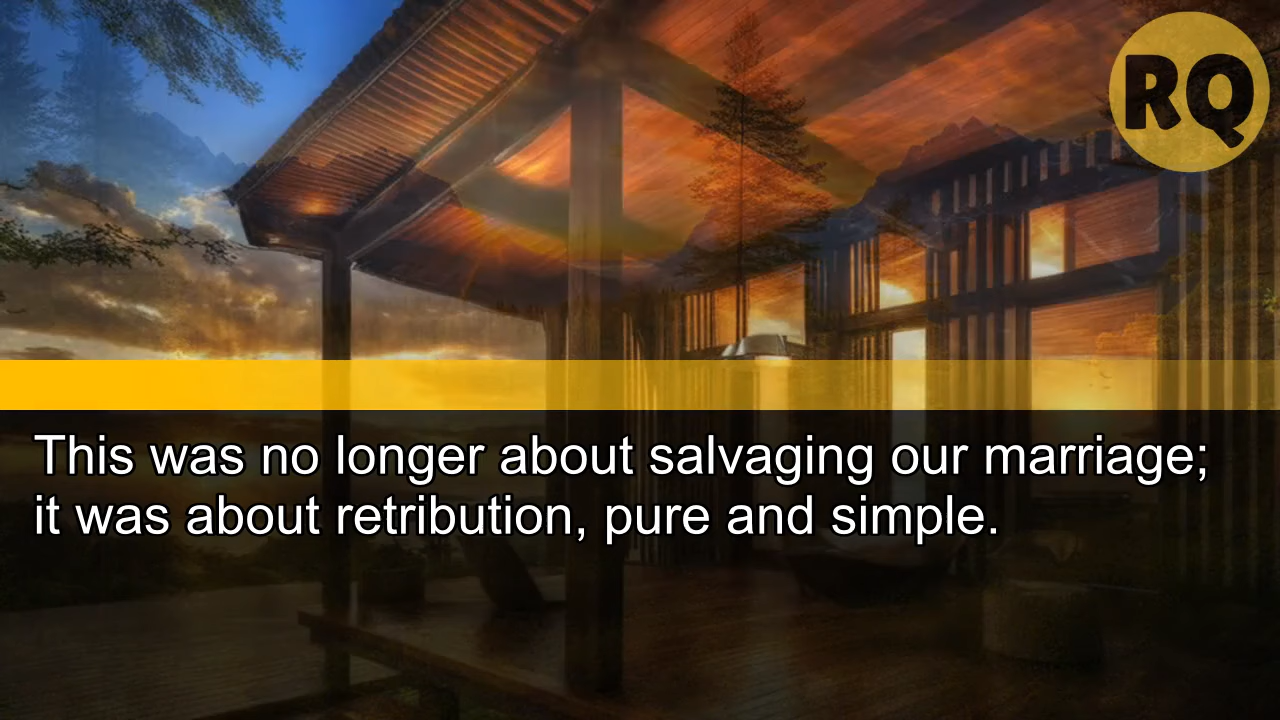 RQ
This was no longer about salvaging our marriage;
it was about retribution, pure and simple.